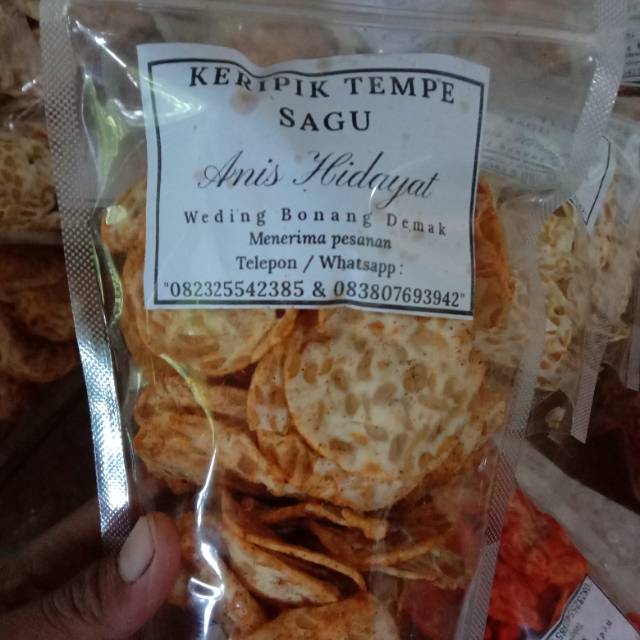 KERIPIK TEMPE
SAGU
Anis Hidayat
Weding Bonang Demak
Menerima pesanan
Telepon / Whatsapp :
"082325542385 & 083807693942"